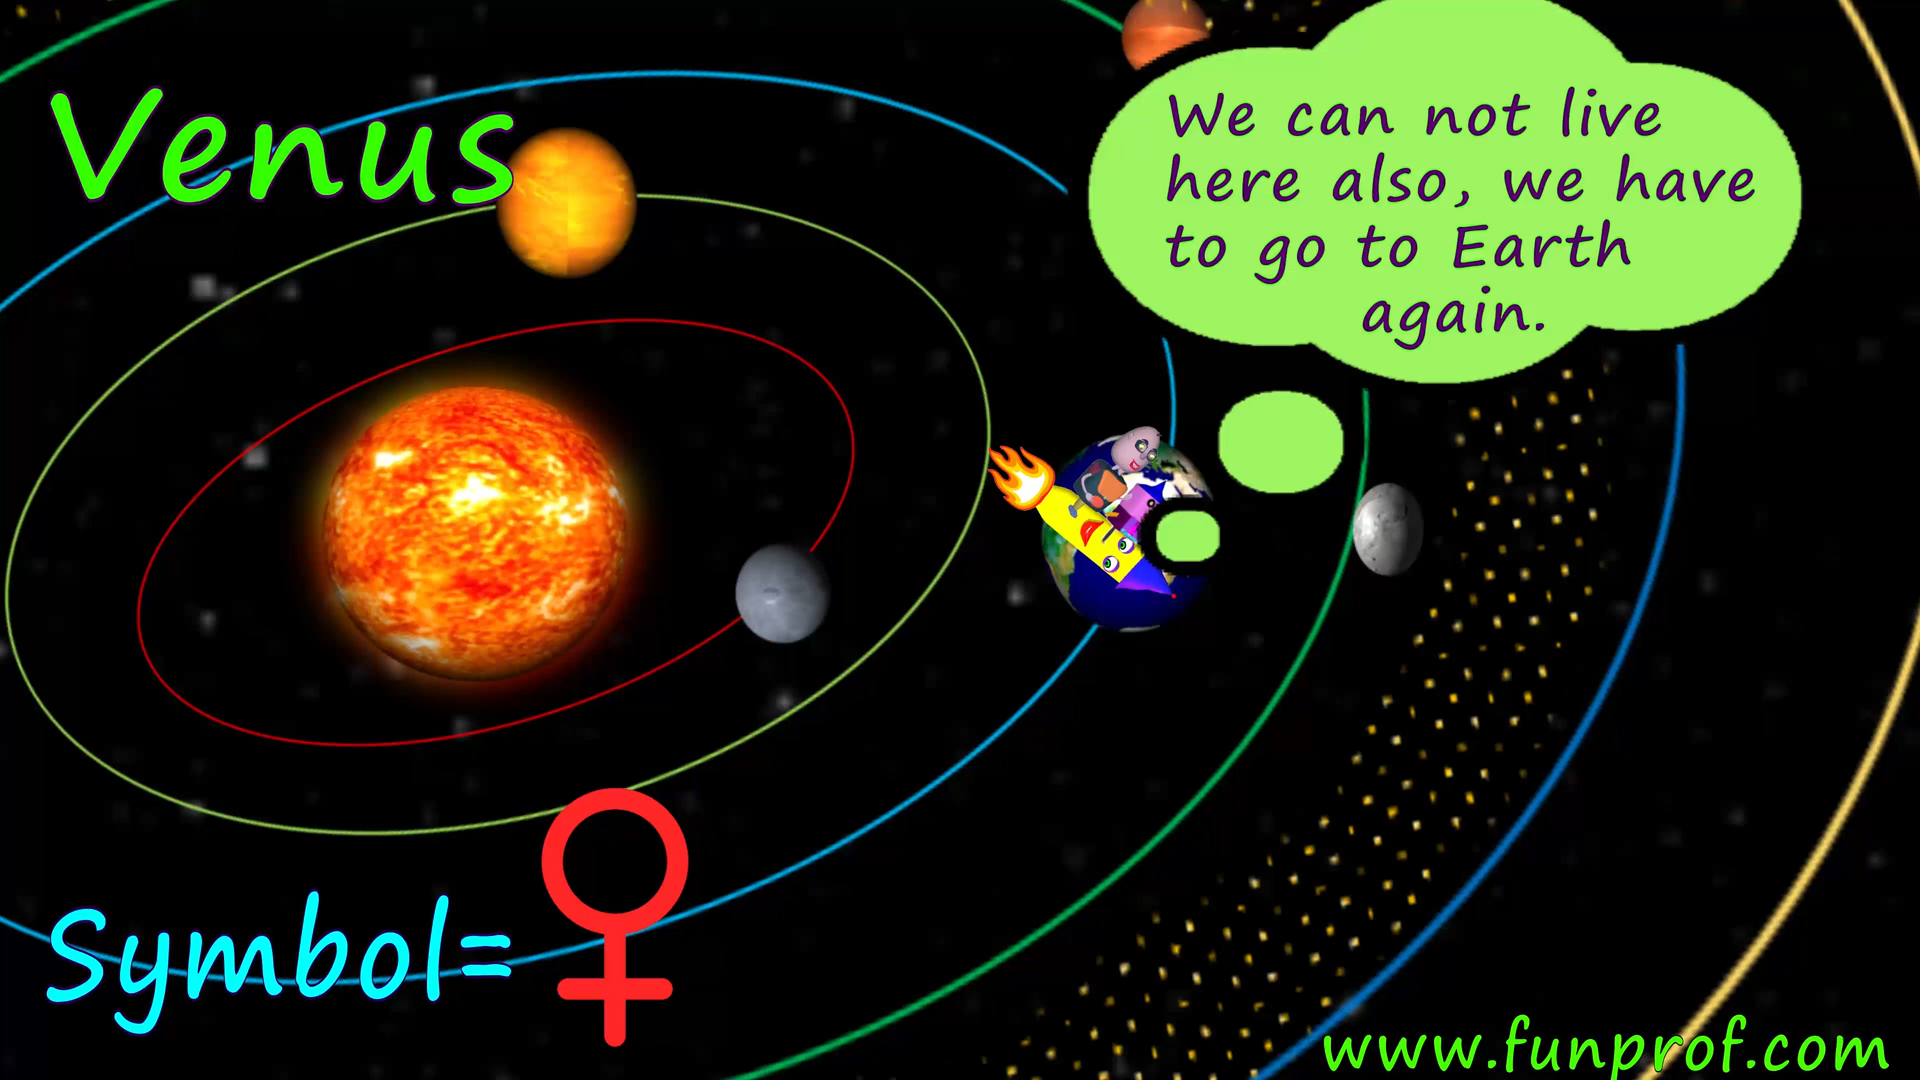 Venus
We can not live
here also, we have
to go to Earth
again.
Symbol=♀
www.funprof.com